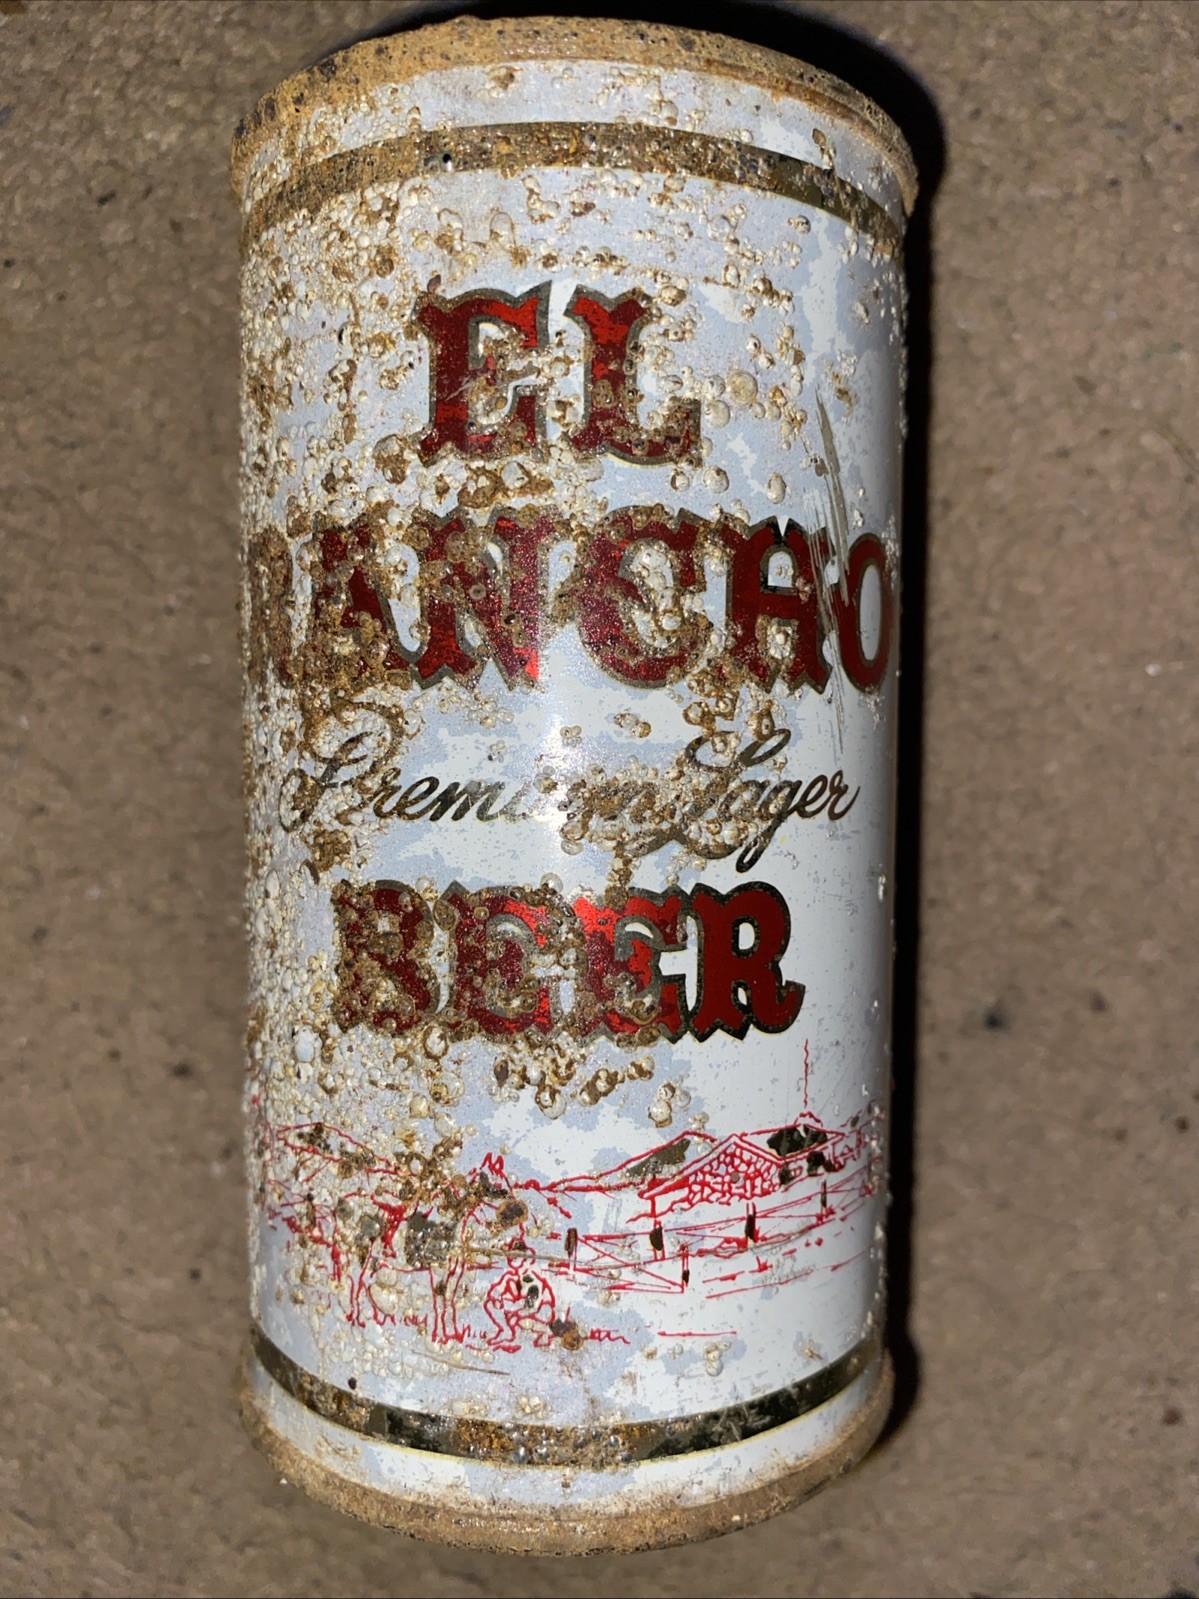 EL
RANCHO
Premium Lager
BEER